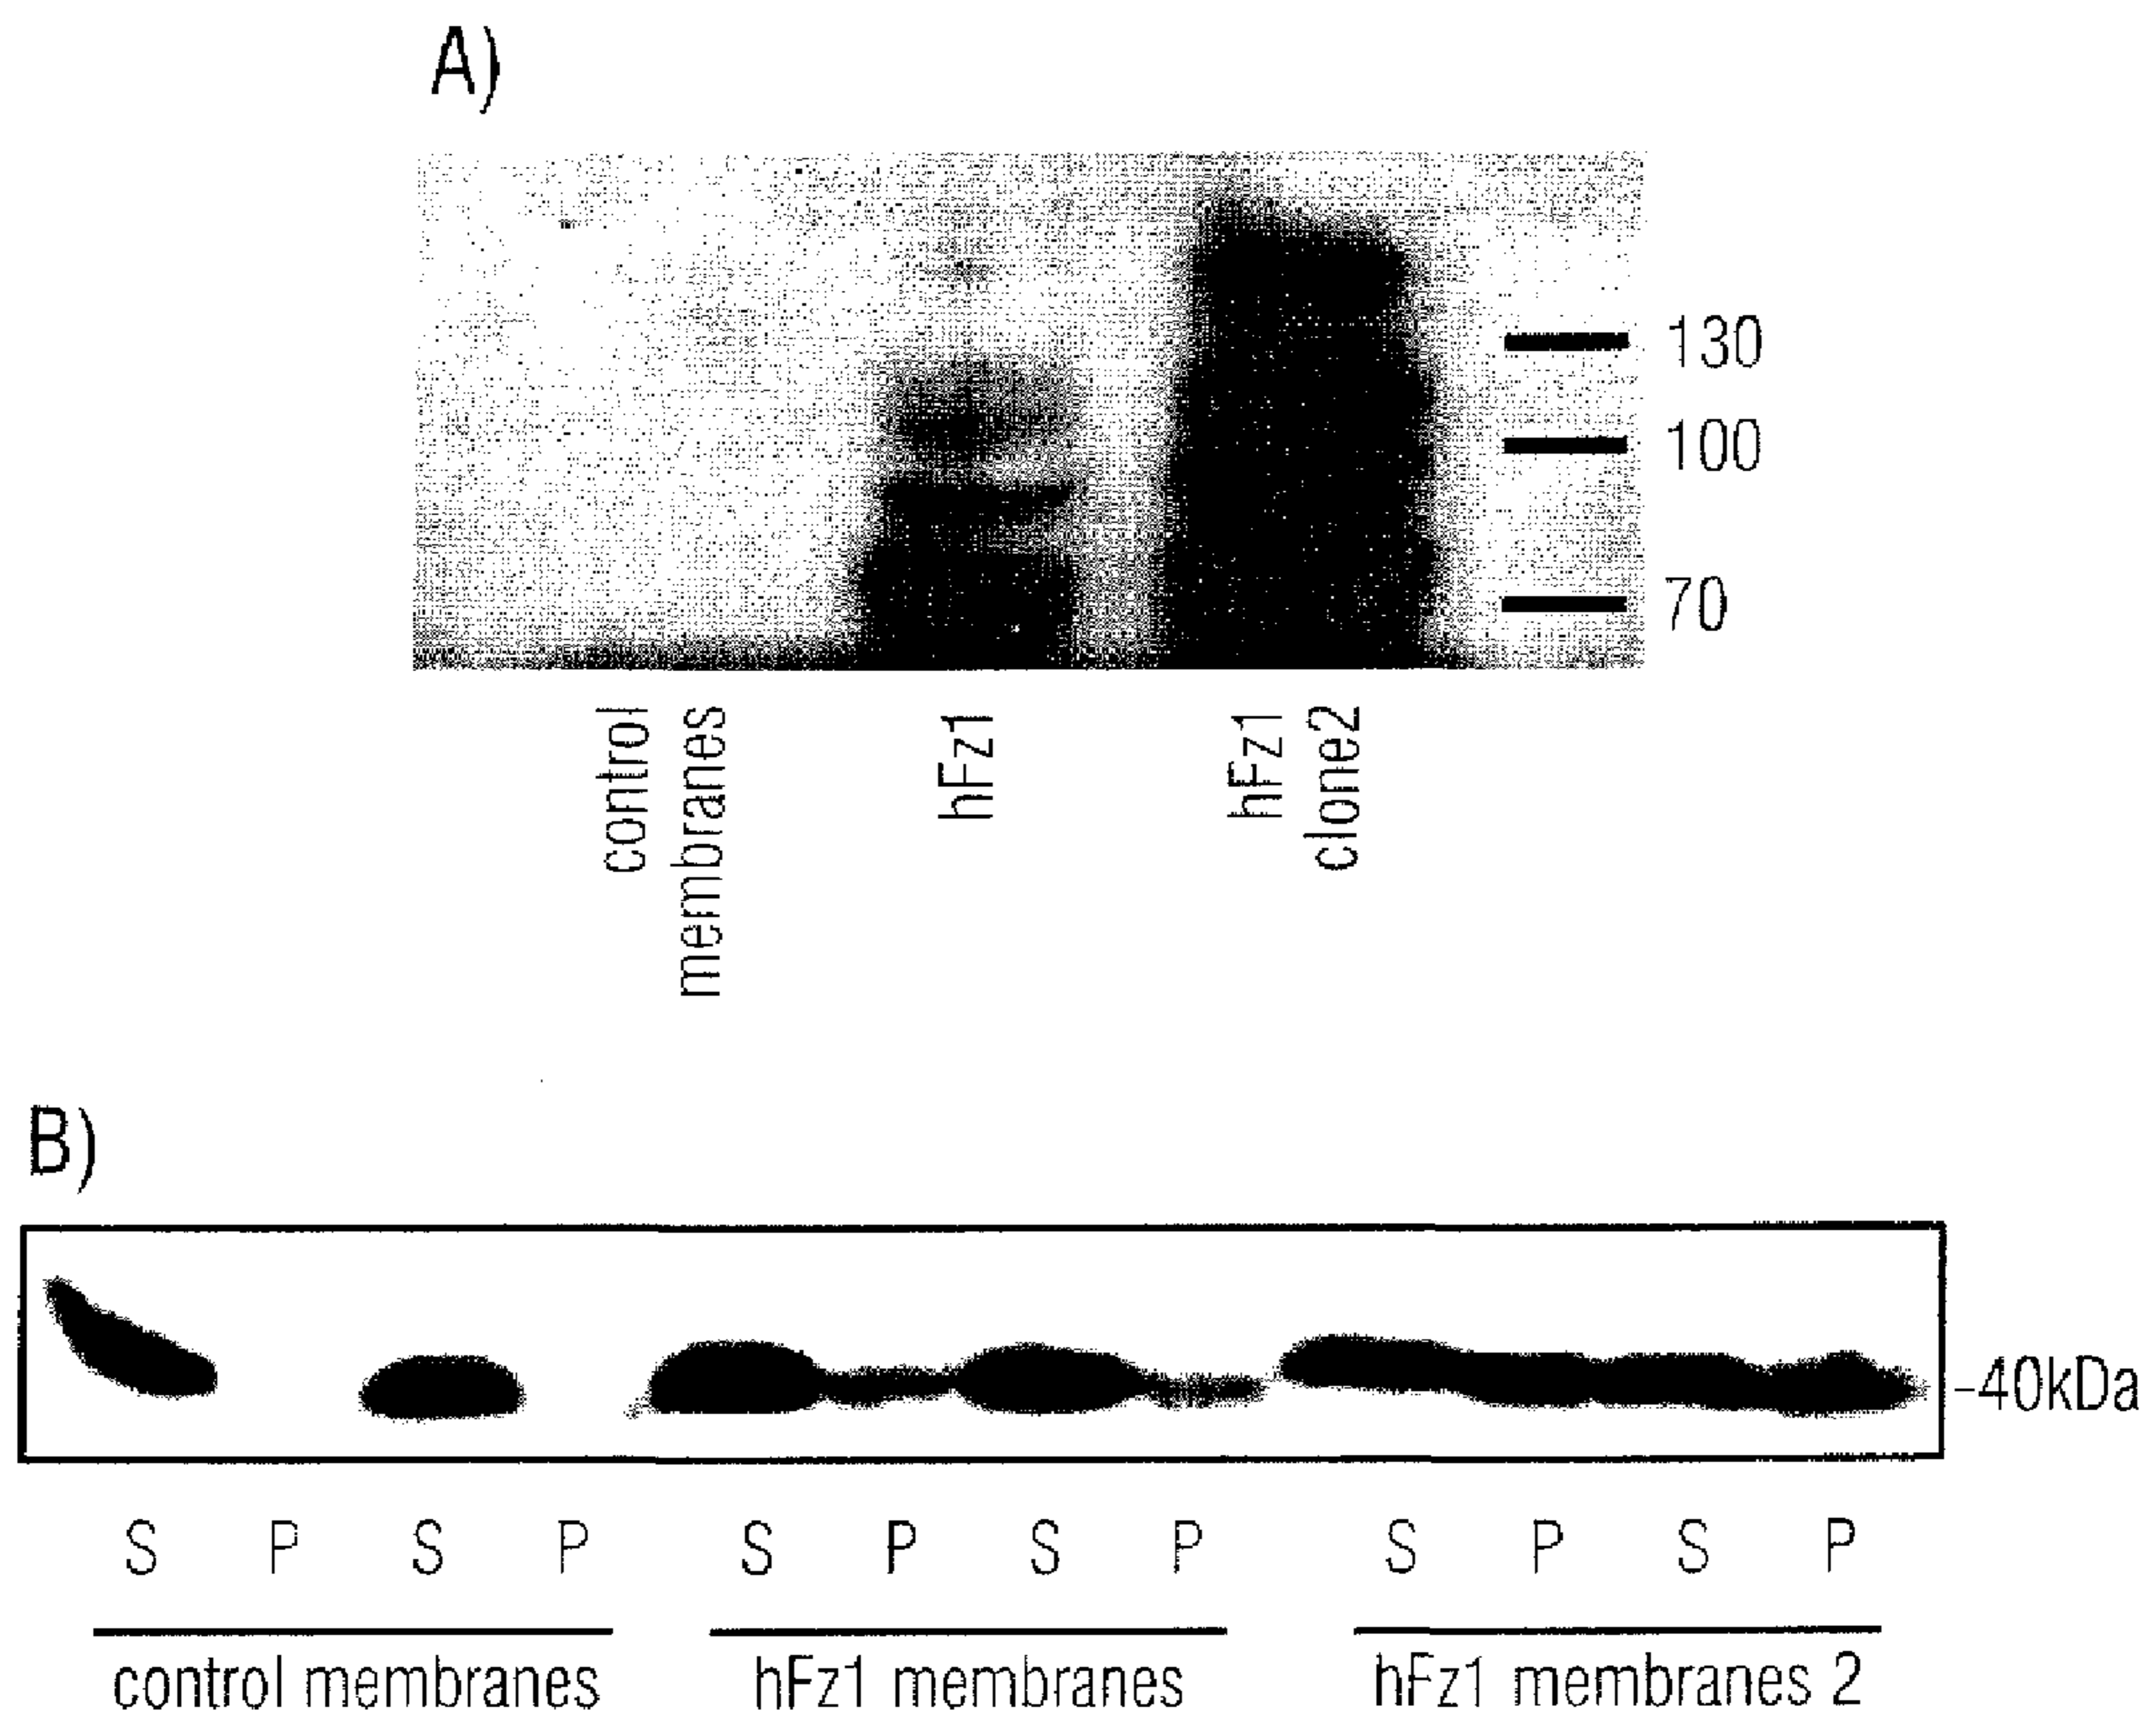 A)
130
100
70
control
membranes
hFz1
hFz1
clone2
B)
-40kDa
S P S P S P S P S P S P
control membranes hFz1 membranes hFz1 membranes 2